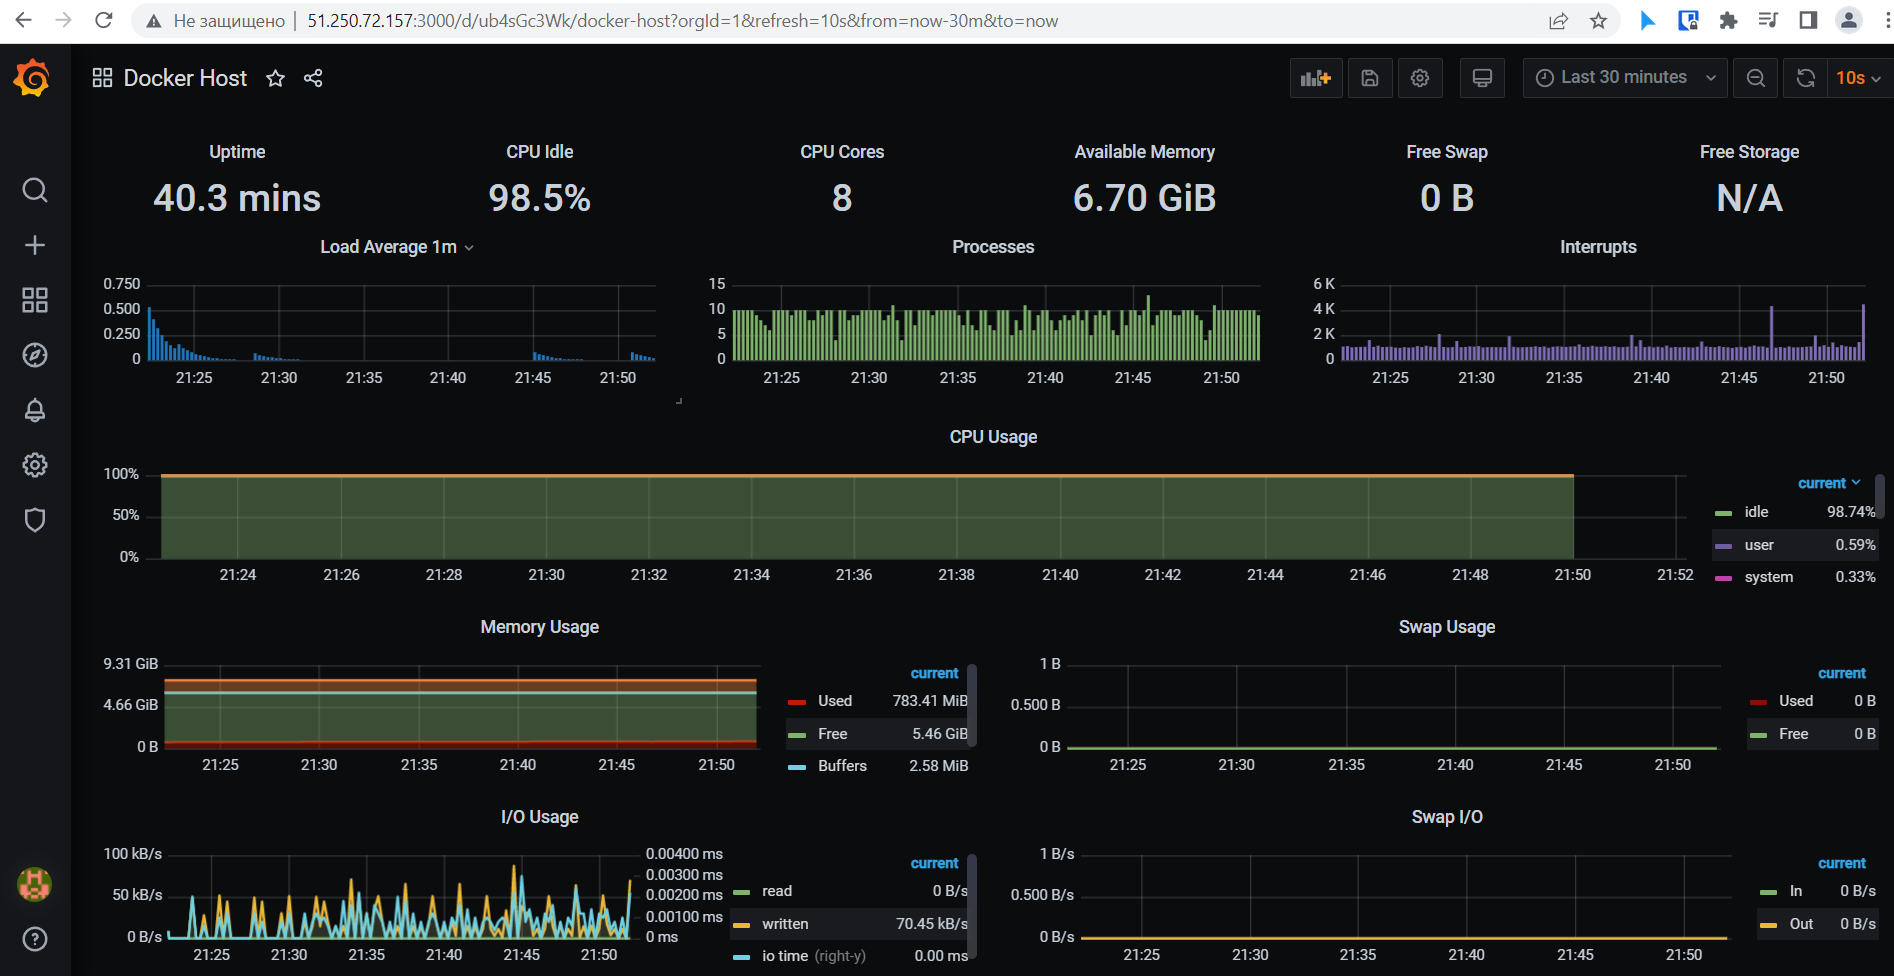 Не защищено | 51.250.72.157:3000/d/ub4sGc3Wk/docker-host?orgId=1&refresh=10s&from=now-30m&to=now
Docker Host
Last 30 minutes
10s
Uptime
40.3 mins
CPU Idle
98.5%
CPU Cores
8
Available Memory
6.70 GiB
Free Swap
0 B
Free Storage
N/A
Load Average 1m
0.750
0.500
0.250
0
21:25 21:30 21:35 21:40 21:45 21:50
Processes
15
10
5
0
21:25 21:30 21:35 21:40 21:45 21:50
Interrupts
6 K
4 K
2 K
0
21:25 21:30 21:35 21:40 21:45 21:50
CPU Usage
100%
50%
0%
21:24 21:26 21:28 21:30 21:32 21:34 21:36 21:38 21:40 21:42 21:44 21:46 21:48 21:50 21:52
current
idle 98.74%
user 0.59%
system 0.33%
Memory Usage
9.31 GiB
4.66 GiB
0 B
21:25 21:30 21:35 21:40 21:45 21:50
current
Used 783.41 MiB
Free 5.46 GiB
Buffers 2.58 MiB
Swap Usage
1 B
0.500 B
0 B
21:25 21:30 21:35 21:40 21:45 21:50
current
Used 0 B
Free 0 B
I/O Usage
100 kB/s
50 kB/s
0 B/s
0.00400 ms
0.00300 ms
0.00200 ms
0.00100 ms
0 ms
21:25 21:30 21:35 21:40 21:45 21:50
current
read 0 B/s
written 70.45 kB/s
io time (right-y) 0.00 ms
Swap I/O
1 B/s
0.500 B/s
0 B/s
21:25 21:30 21:35 21:40 21:45 21:50
current
In 0 B/s
Out 0 B/s